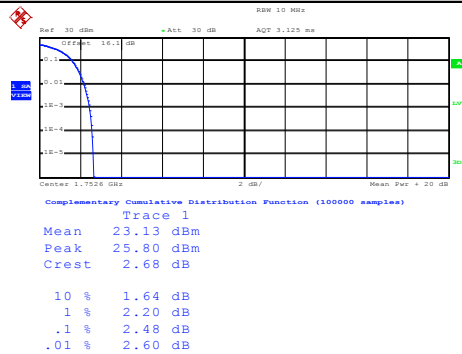 RBW 10 MHz
Ref 30 dBm Att 30 dB AQT 3.125 ms
Offset 16.1 dB
0.1
A
0.01
1 SA
VIEW
1E-3
LV
1E-4
1E-5
3D
Center 1.7526 GHz 2 dB/ Mean Pwr + 20 dB
Complementary Cumulative Distribution Function (100000 samples)
Trace 1
Mean 23.13 dBm
Peak 25.80 dBm
Crest 2.68 dB
10 % 1.64 dB
1 % 2.20 dB
.1 % 2.48 dB
.01 % 2.60 dB